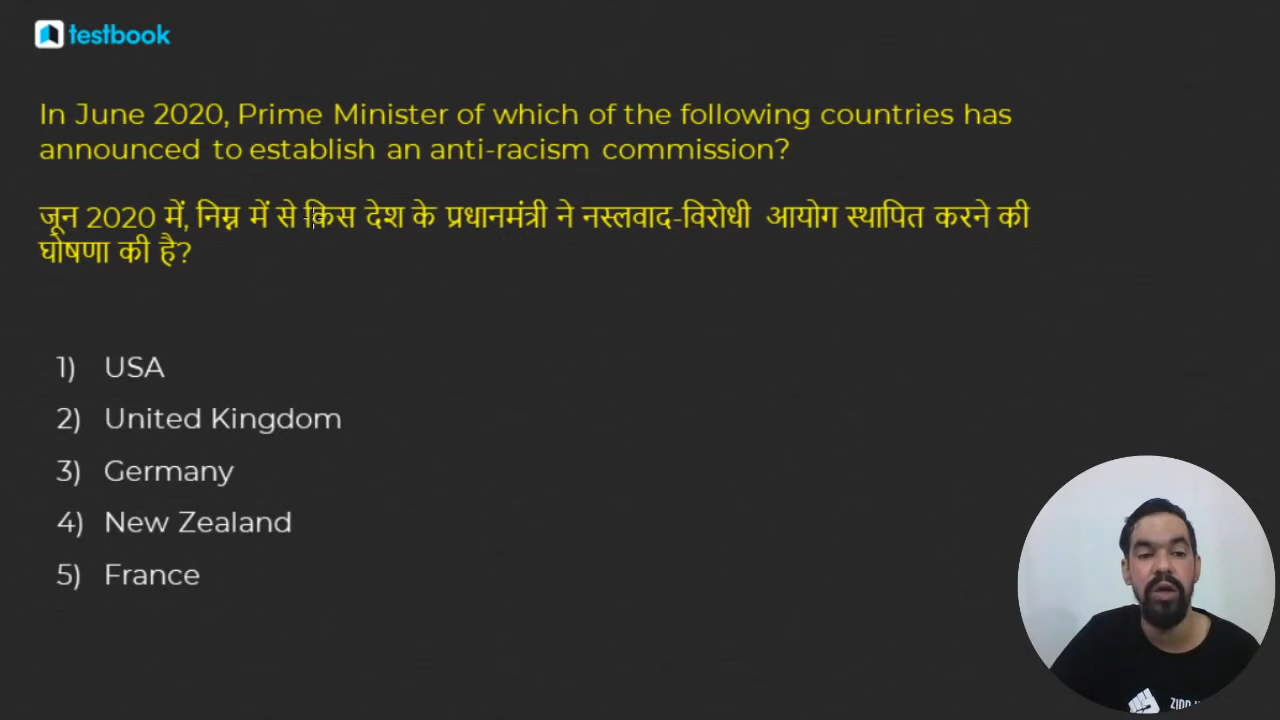 testbook
In June 2020, Prime Minister of which of the following countries has
announced to establish an anti-racism commission?
जून 2020 में, निम्न में से किस देश के प्रधानमंत्री ने नस्लवाद-विरोधी आयोग स्थापित करने की
घोषणा की है?
1) USA
2) United Kingdom
3) Germany
4) New Zealand
5) France